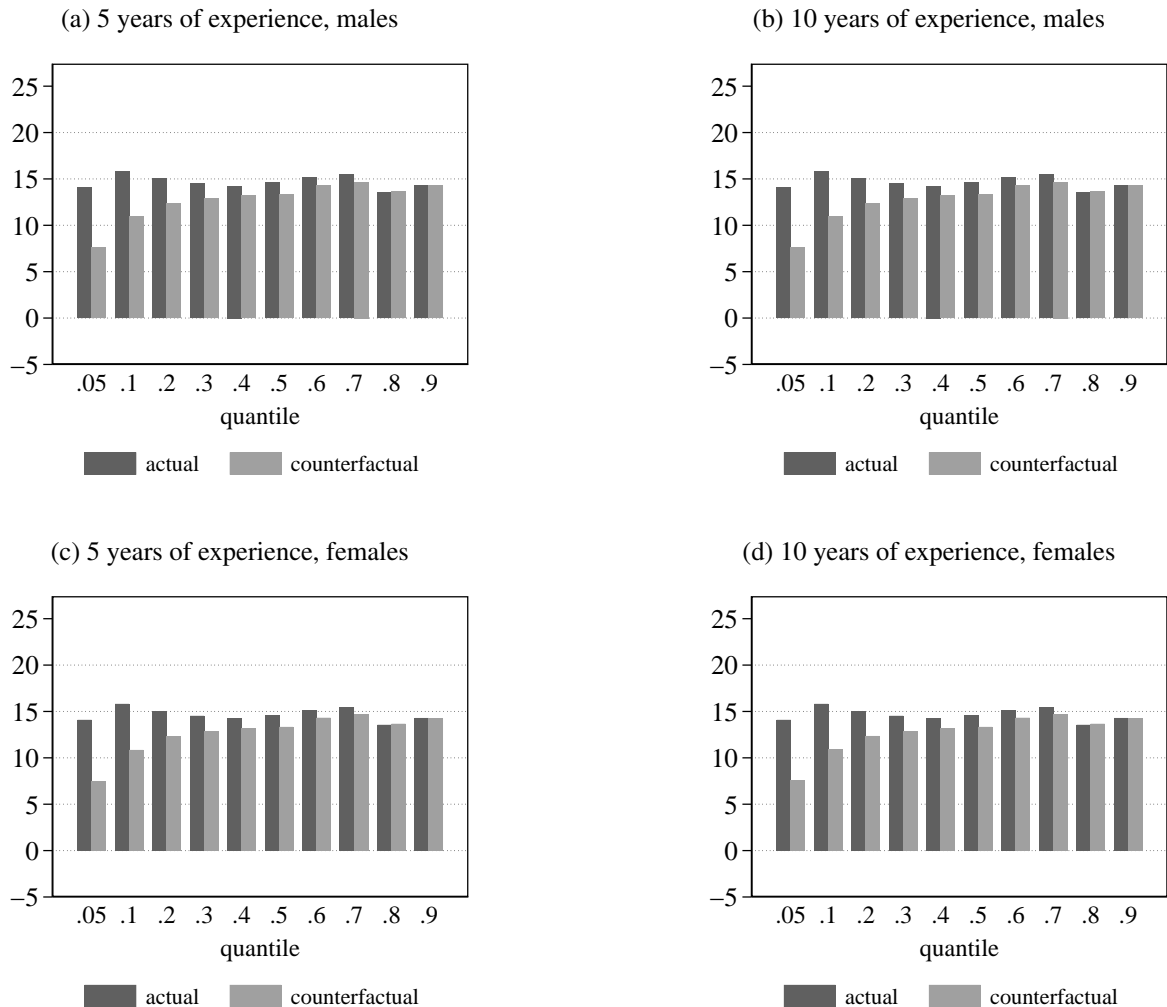 (a) 5 years of experience, males
25
20
15
10
5
0
−5
.05 .1 .2 .3 .4 .5 .6 .7 .8 .9
quantile
actual counterfactual
(b) 10 years of experience, males
25
20
15
10
5
0
−5
.05 .1 .2 .3 .4 .5 .6 .7 .8 .9
quantile
actual counterfactual
(c) 5 years of experience, females
25
20
15
10
5
0
−5
.05 .1 .2 .3 .4 .5 .6 .7 .8 .9
quantile
actual counterfactual
(d) 10 years of experience, females
25
20
15
10
5
0
−5
.05 .1 .2 .3 .4 .5 .6 .7 .8 .9
quantile
actual counterfactual